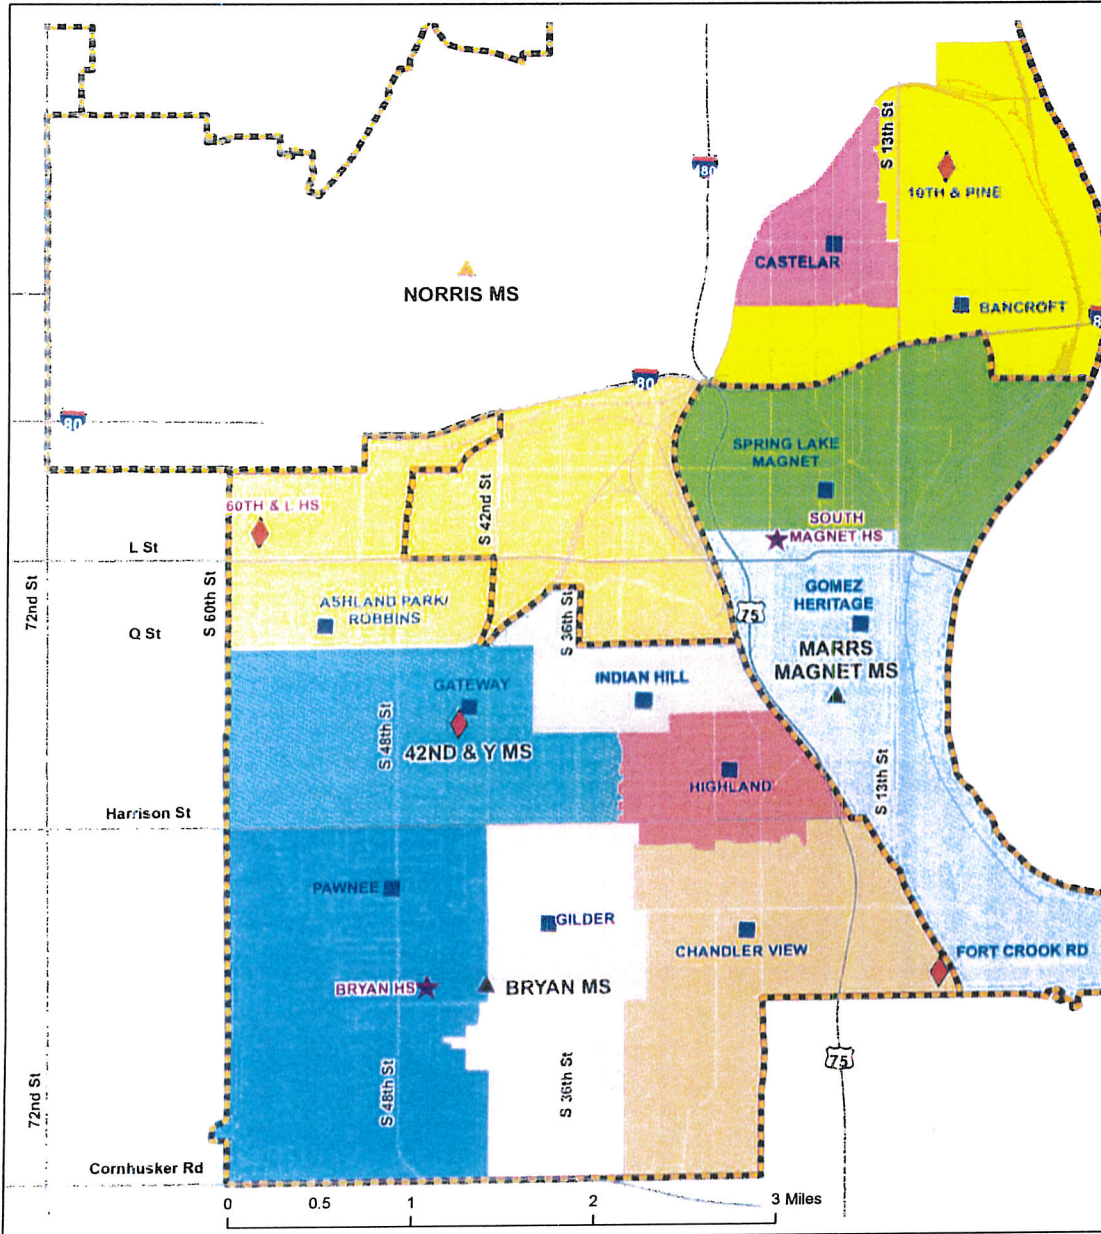 S 13th St
480
10TH & PINE
CASTELAR
NORRIS MS
BANCROFT
80
80
SPRING LAKE
MAGNET
S 42nd St
60TH & L HS
SOUTH
MAGNET HS
L St
72nd St
S 60th St
ASHLAND PARK/
ROBBINS
S 36th St
75
GOMEZ
HERITAGE
Q St
MARRS
MAGNET MS
GATEWAY
INDIAN HILL
S 48th St
42ND & Y MS
HIGHLAND
S 13th St
Harrison St
PAWNEE
GILDER
CHANDLER VIEW
FORT CROOK RD
BRYAN HS
BRYAN MS
75
72nd St
S 48th St
S 36th St
Cornhusker Rd
0 0.5 1 2 3 Miles